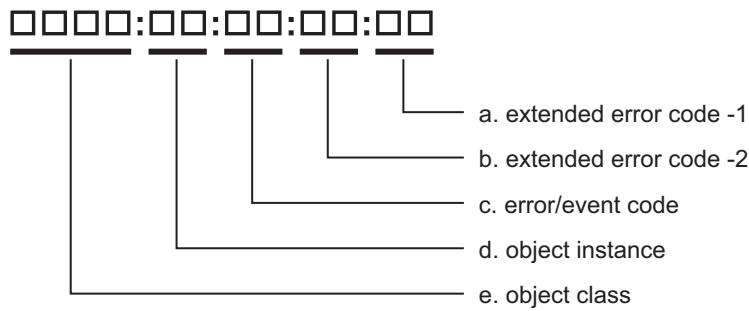 □□□□:□□:□□:□□:□□
a. extended error code -1
b. extended error code -2
c. error/event code
d. object instance
e. object class